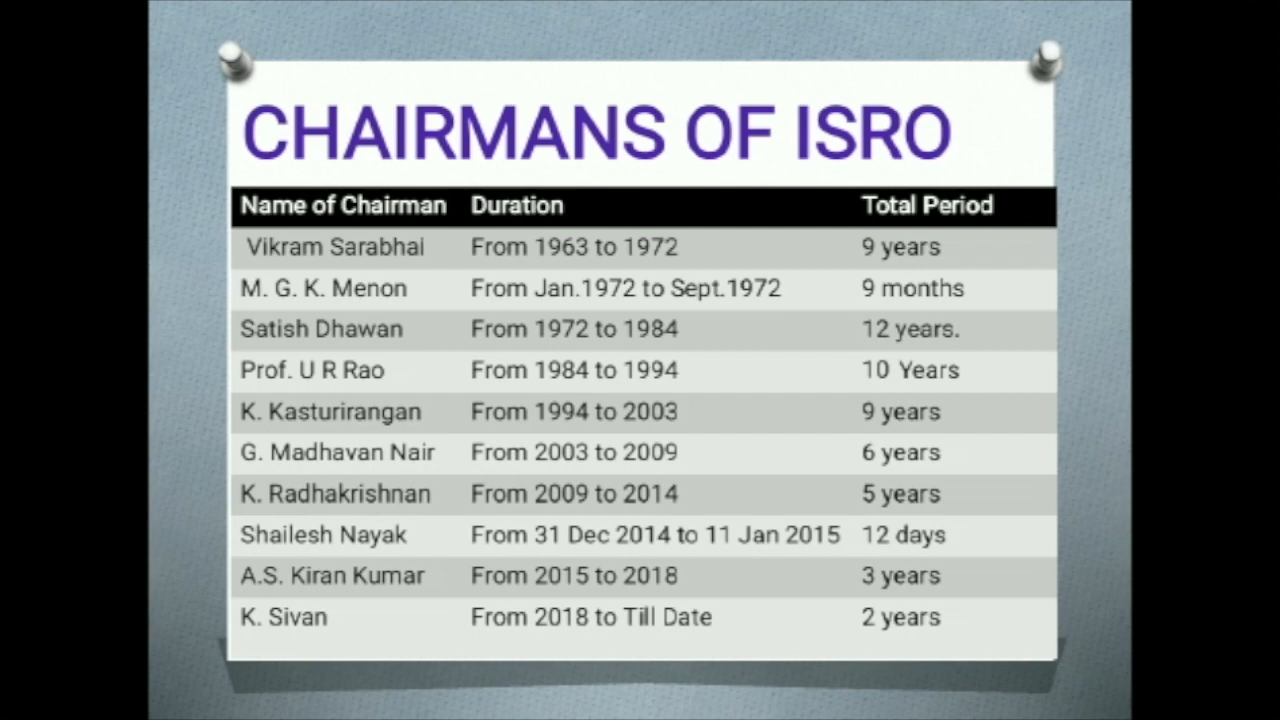 CHAIRMANS OF ISRO
Name of Chairman Duration Total Period
Vikram Sarabhai From 1963 to 1972 9 years
M. G. K. Menon From Jan.1972 to Sept.1972 9 months
Satish Dhawan From 1972 to 1984 12 years.
Prof. U R Rao From 1984 to 1994 10 Years
K. Kasturirangan From 1994 to 2003 9 years
G. Madhavan Nair From 2003 to 2009 6 years
K. Radhakrishnan From 2009 to 2014 5 years
Shailesh Nayak From 31 Dec 2014 to 11 Jan 2015 12 days
A.S. Kiran Kumar From 2015 to 2018 3 years
K. Sivan From 2018 to Till Date 2 years